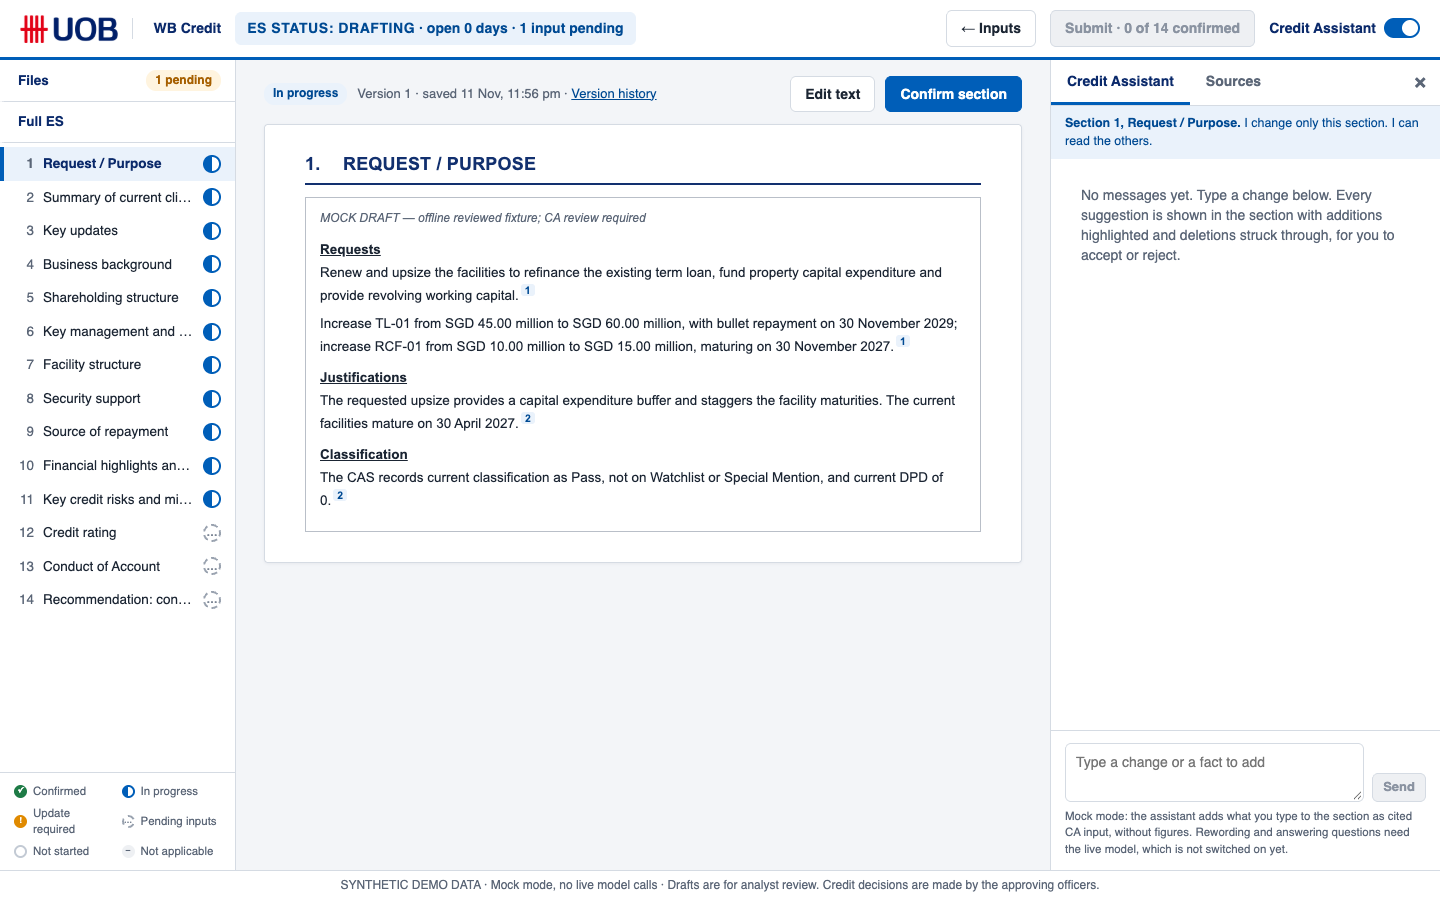 UOB
WB Credit
ES STATUS: DRAFTING · open 0 days · 1 input pending
← Inputs
Submit · 0 of 14 confirmed
Credit Assistant
Files
1 pending
Full ES
1 Request / Purpose
2 Summary of current cli...
3 Key updates
4 Business background
5 Shareholding structure
6 Key management and ...
7 Facility structure
8 Security support
9 Source of repayment
10 Financial highlights an...
11 Key credit risks and mi...
12 Credit rating
13 Conduct of Account
14 Recommendation: con...
Confirmed
In progress
Update required
Pending inputs
Not started
Not applicable
In progress
Version 1 · saved 11 Nov, 11:56 pm · Version history
Edit text
Confirm section
1. REQUEST / PURPOSE
MOCK DRAFT — offline reviewed fixture; CA review required
Requests
Renew and upsize the facilities to refinance the existing term loan, fund property capital expenditure and
provide revolving working capital. 1
Increase TL-01 from SGD 45.00 million to SGD 60.00 million, with bullet repayment on 30 November 2029;
increase RCF-01 from SGD 10.00 million to SGD 15.00 million, maturing on 30 November 2027. 1
Justifications
The requested upsize provides a capital expenditure buffer and staggers the facility maturities. The current
facilities mature on 30 April 2027. 2
Classification
The CAS records current classification as Pass, not on Watchlist or Special Mention, and current DPD of
0. 2
Credit Assistant
Sources
×
Section 1, Request / Purpose. I change only this section. I can
read the others.
No messages yet. Type a change below. Every
suggestion is shown in the section with additions
highlighted and deletions struck through, for you to
accept or reject.
Type a change or a fact to add
Send
Mock mode: the assistant adds what you type to the section as cited
CA input, without figures. Rewording and answering questions need
the live model, which is not switched on yet.
SYNTHETIC DEMO DATA · Mock mode, no live model calls · Drafts are for analyst review. Credit decisions are made by the approving officers.